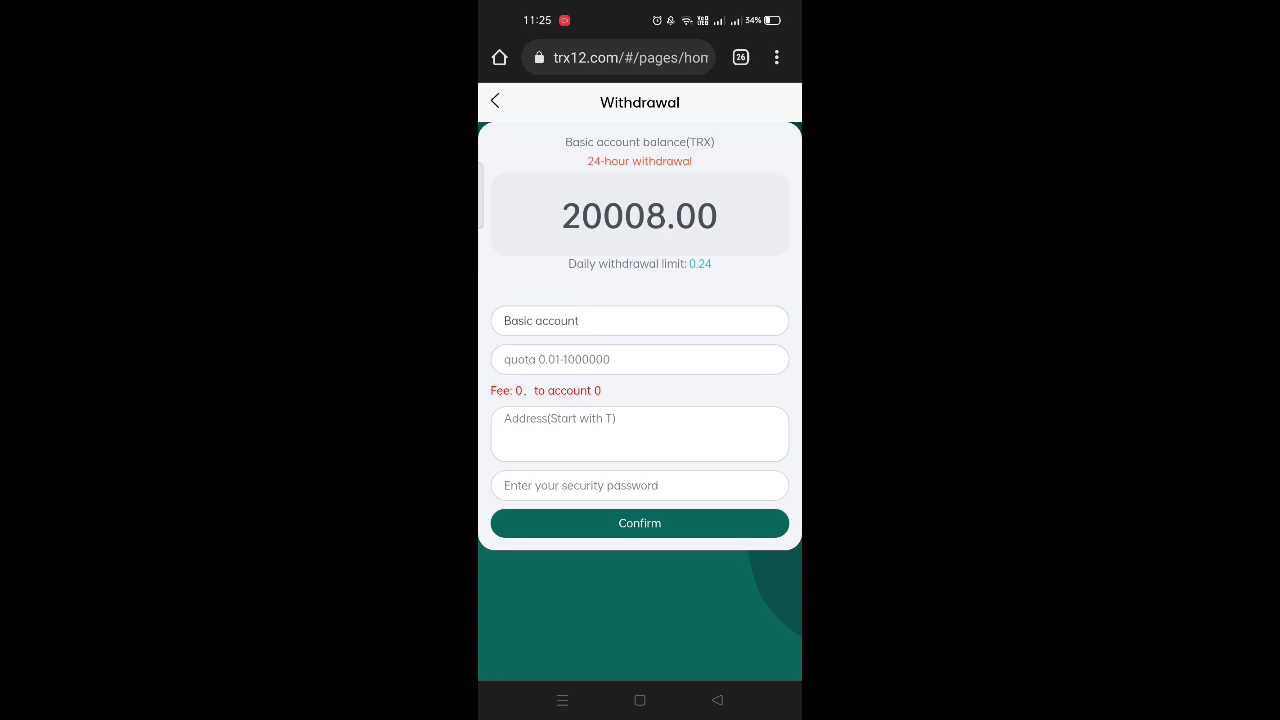 11:25
34%
trx12.com/#/pages/hom
26
Withdrawal
Basic account balance(TRX)
24-hour withdrawal
20008.00
Daily withdrawal limit: 0.24
Basic account
quota 0.01-1000000
Fee: 0，to account 0
Address(Start with T)
Enter your security password
Confirm